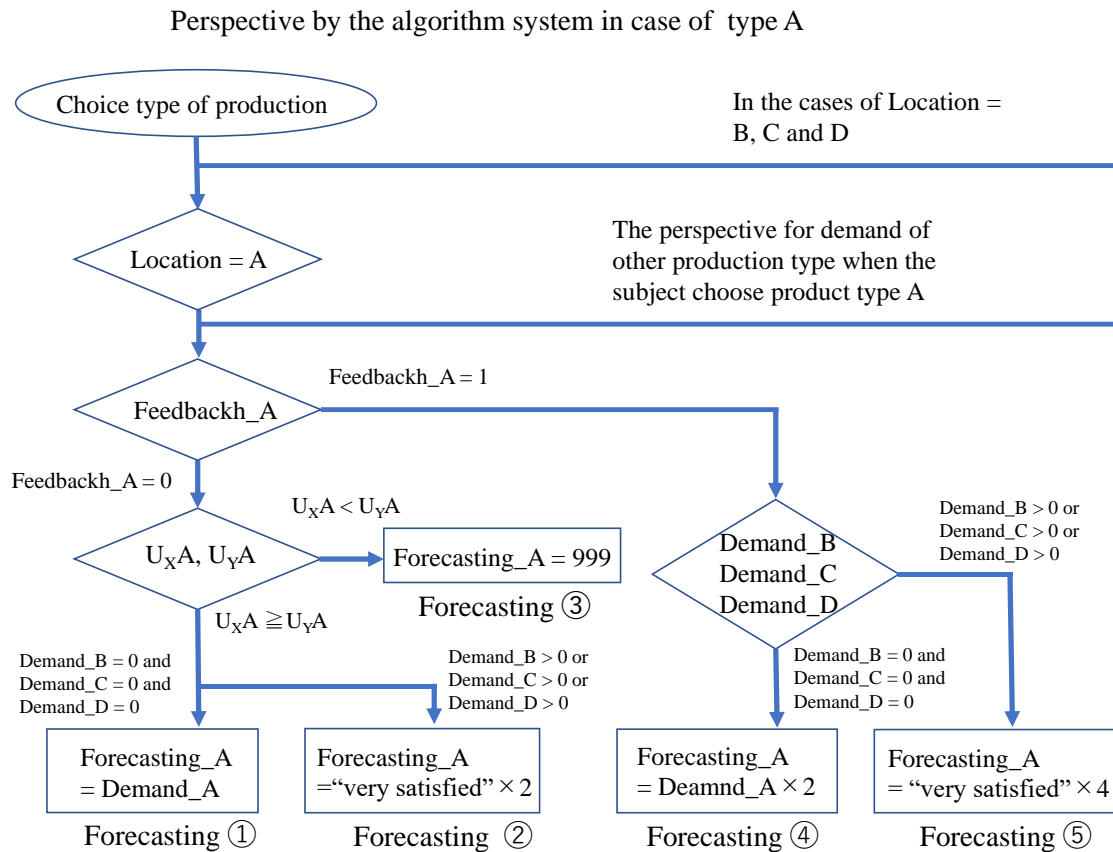 Perspective by the algorithm system in case of type A
Choice type of production
In the cases of Location =
B, C and D
Location = A
The perspective for demand of
other production type when the
subject choose product type A
Feedbackh_A = 1
Feedbackh_A
Feedbackh_A = 0
U_XA < U_YA
U_XA, U_YA
Forecasting_A = 999
Forecasting ③
U_XA ≧ U_YA
Demand_B
Demand_C
Demand_D
Demand_B > 0 or
Demand_C > 0 or
Demand_D > 0
Demand_B = 0 and
Demand_C = 0 and
Demand_D = 0
Demand_B > 0 or
Demand_C > 0 or
Demand_D > 0
Demand_B = 0 and
Demand_C = 0 and
Demand_D = 0
Forecasting_A
= Demand_A
Forecasting ①
Forecasting_A
=“very satisfied” × 2
Forecasting ②
Forecasting_A
= Deamnd_A × 2
Forecasting ④
Forecasting_A
= “very satisfied” × 4
Forecasting ⑤